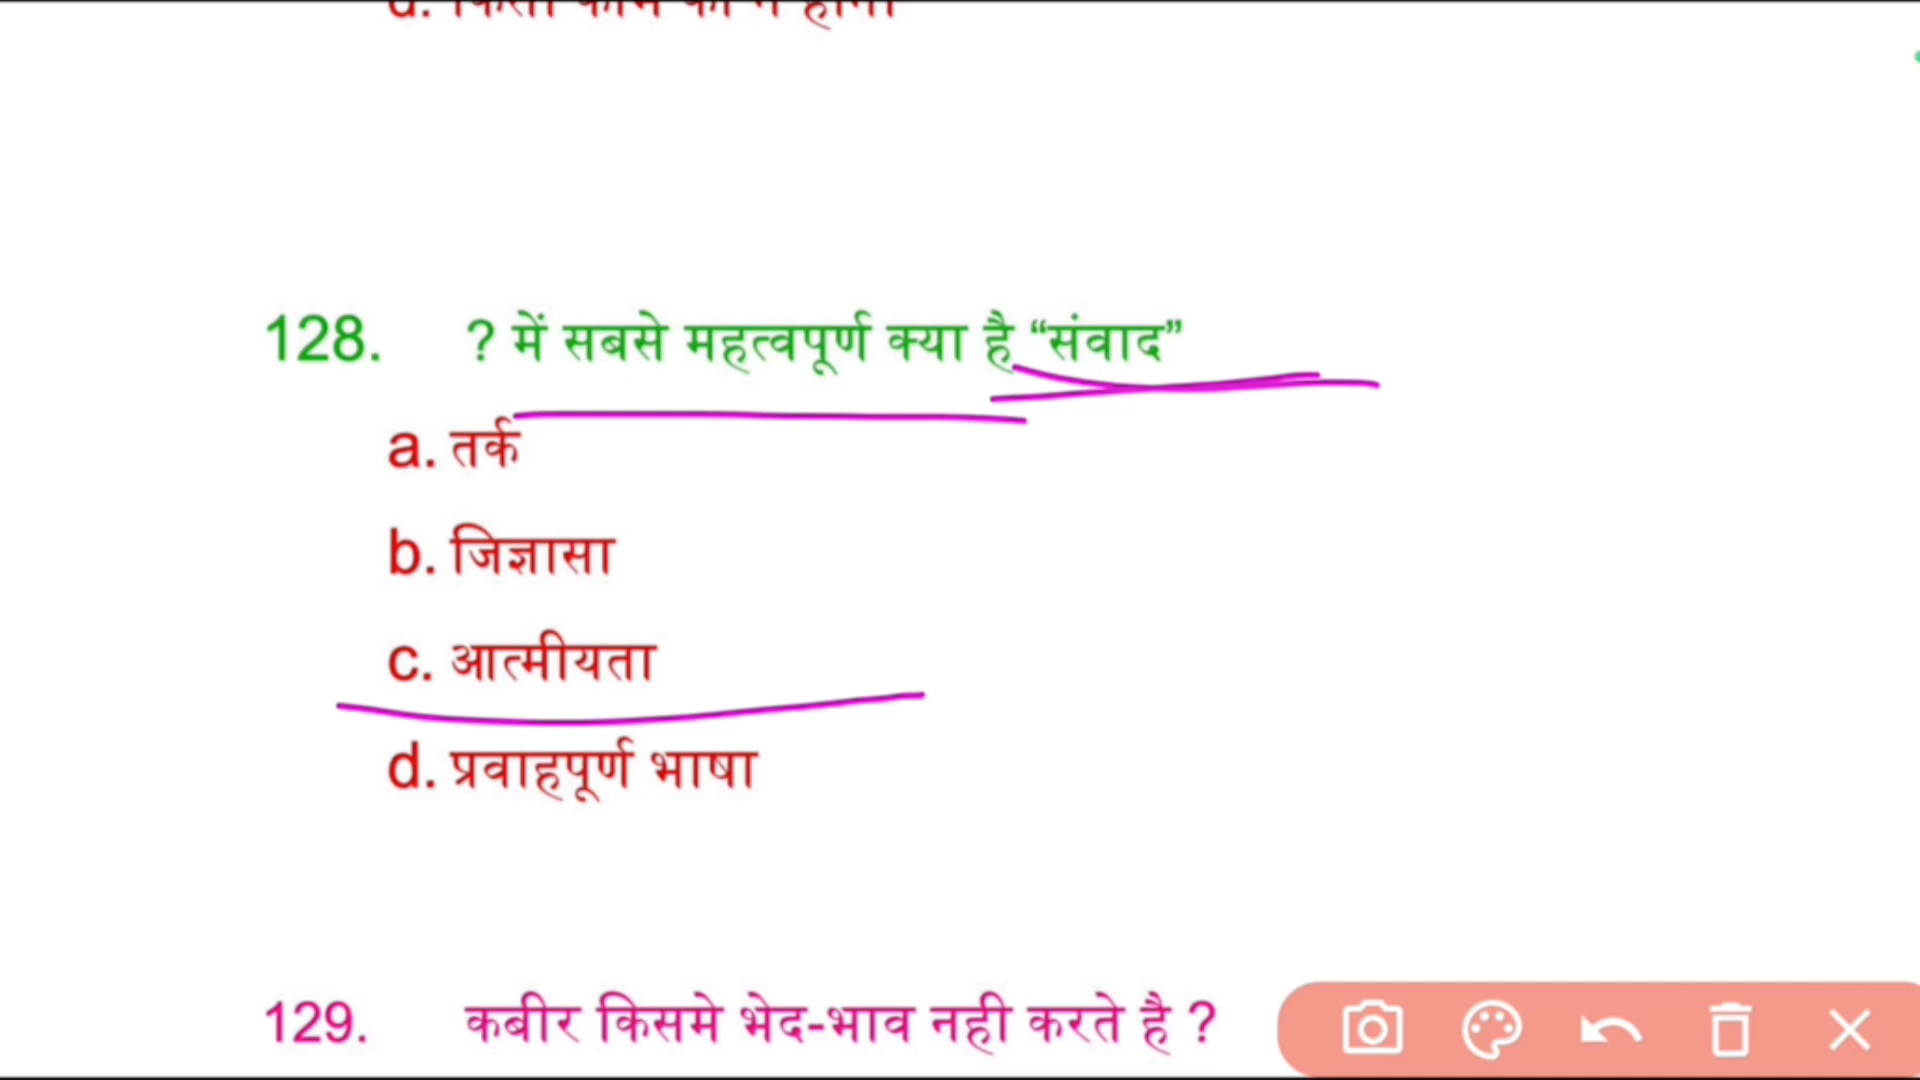 128. ? में सबसे महत्वपूर्ण क्या है “संवाद”
a. तर्क
b. जिज्ञासा
c. आत्मीयता
d. प्रवाहपूर्ण भाषा
129. कबीर किसमे भेद-भाव नही करते है ?